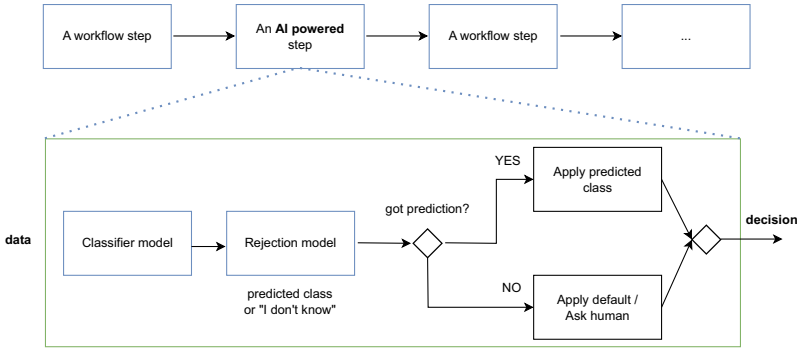 A workflow step
An AI powered
step
A workflow step
...
data
Classifier model
Rejection model
predicted class
or "I don't know"
got prediction?
YES
Apply predicted
class
NO
Apply default /
Ask human
decision